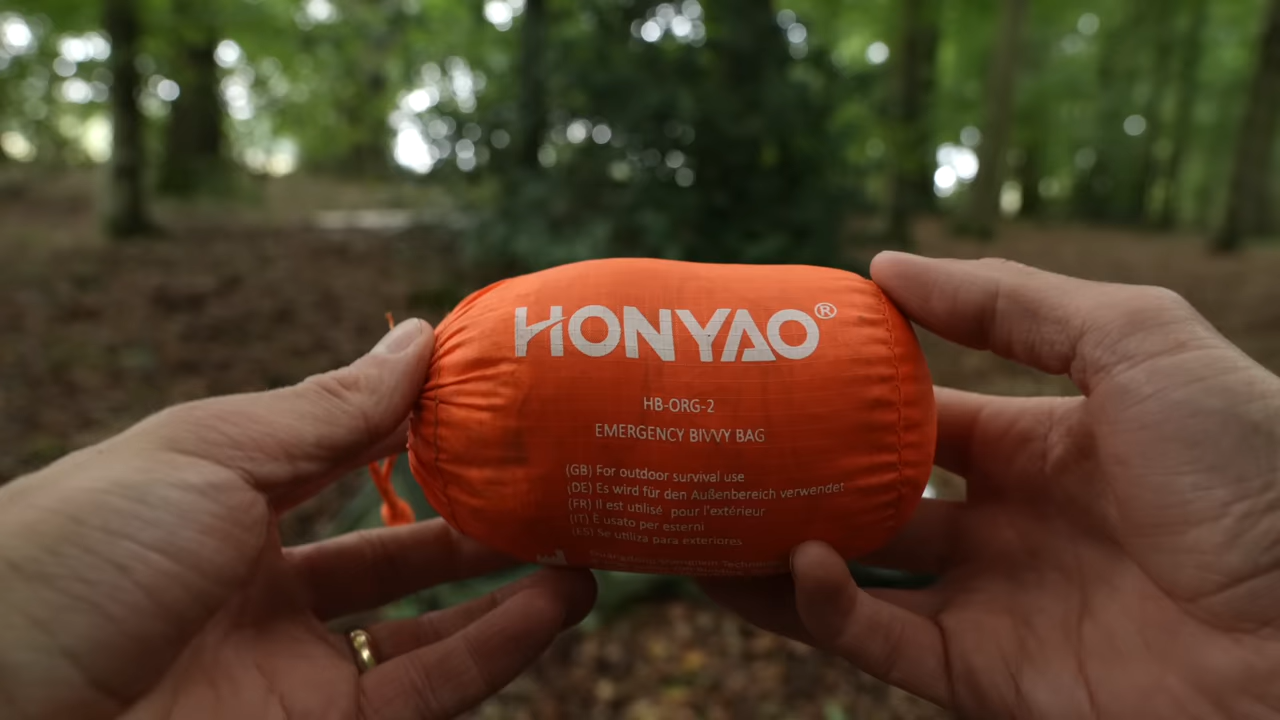 HONYAO®
HB-ORG-2
EMERGENCY BIVVY BAG
(GB) For outdoor survival use
(DE) Es wird für den Außenbereich verwendet
(FR) Il est utilisé pour l'extérieur
(IT) È usato per esterni
(ES) Se utiliza para exteriores